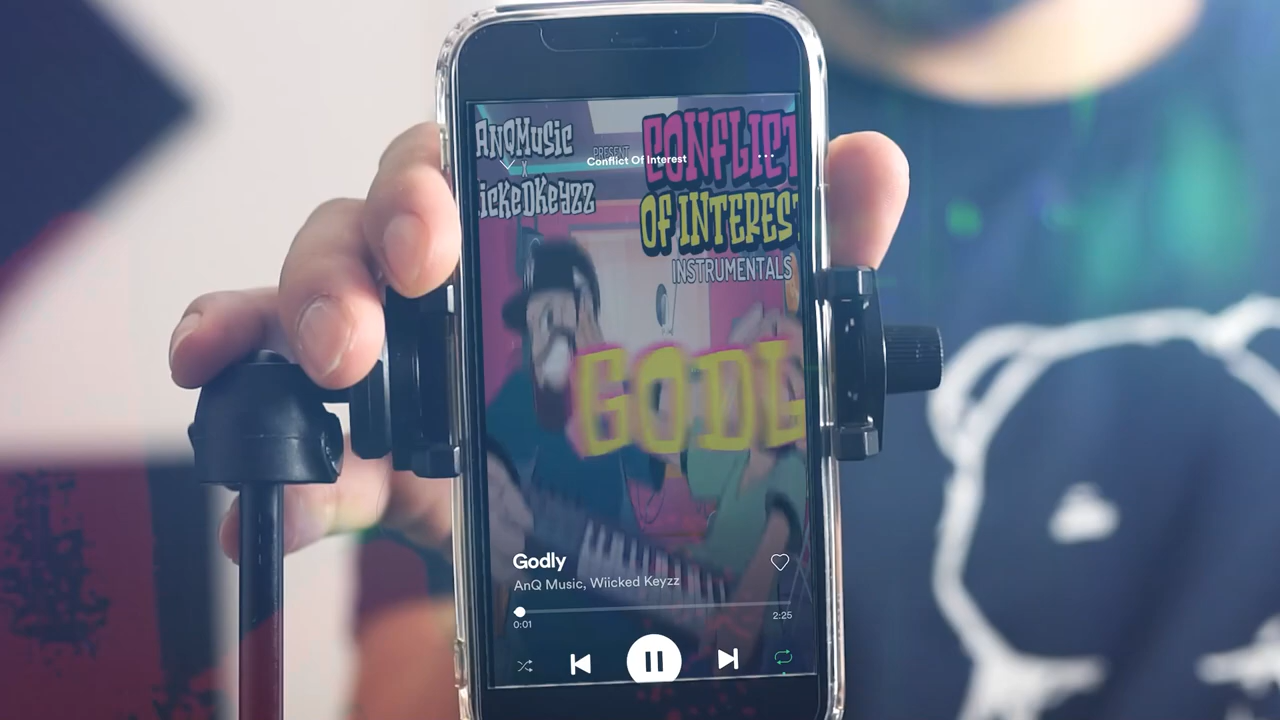 AnQMusic
PRESENT
X
ickedKeyzz
Conflict Of Interest
CONFLICT
OF INTEREST
INSTRUMENTALS
GODL
Godly
AnQ Music, Wiicked Keyzz
0:01
2:25